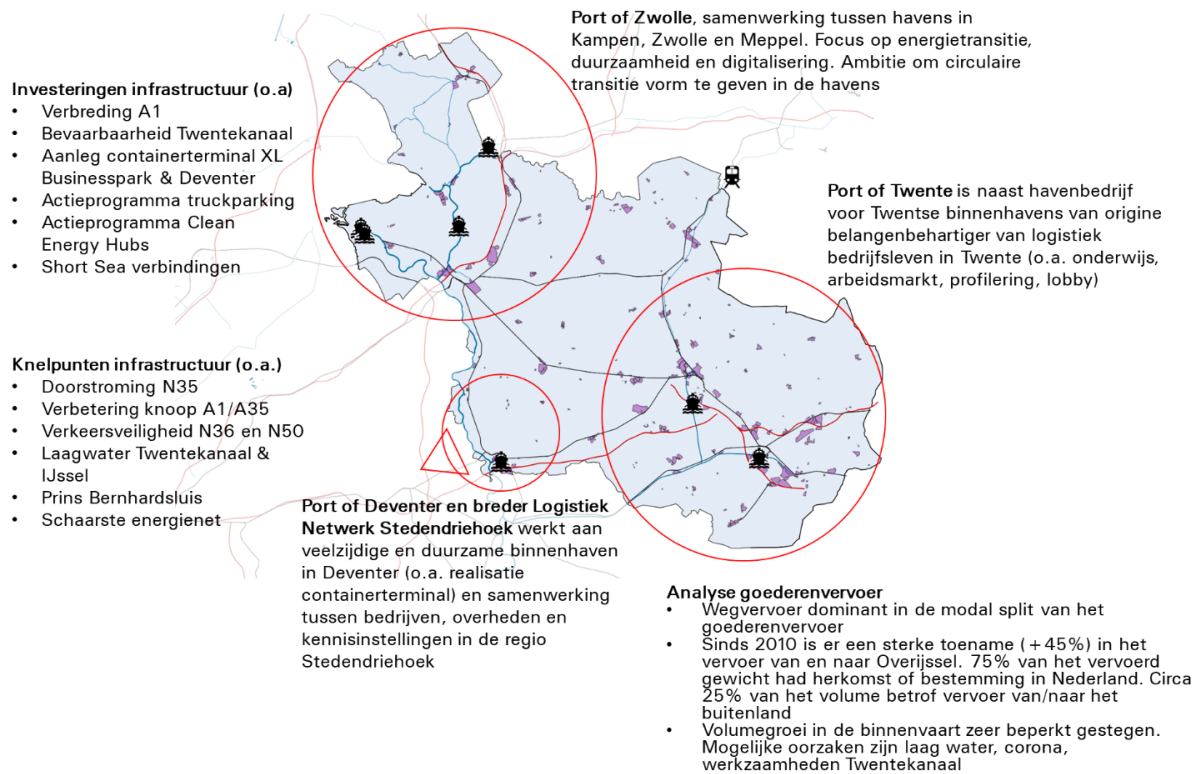 Port of Zwolle, samenwerking tussen havens in
Kampen, Zwolle en Meppel. Focus op energietransitie,
duurzaamheid en digitalisering. Ambitie om circulaire
transitie vorm te geven in de havens
Investeringen infrastructuur (o.a)
• Verbreding A1
• Bevaarbaarheid Twentekanaal
• Aanleg containerterminal XL
Businesspark & Deventer
• Actieprogramma truckparking
• Actieprogramma Clean
Energy Hubs
• Short Sea verbindingen
Port of Twente is naast havenbedrijf
voor Twentse binnenhavens van origine
belangenbehartiger van logistiek
bedrijfsleven in Twente (o.a. onderwijs,
arbeidsmarkt, profilering, lobby)
Knelpunten infrastructuur (o.a.)
• Doorstroming N35
• Verbetering knoop A1/A35
• Verkeersveiligheid N36 en N50
• Laagwater Twentekanaal &
IJssel
• Prins Bernhardsluis
• Schaarste energienet
Port of Deventer en breder Logistiek
Netwerk Stedendriehoek werkt aan
veelzijdige en duurzame binnenhaven
in Deventer (o.a. realisatie
containerterminal) en samenwerking
tussen bedrijven, overheden en
kennisinstellingen in de regio
Stedendriehoek
Analyse goederenvervoer
• Wegvervoer dominant in de modal split van het
goederenvervoer
• Sinds 2010 is er een sterke toename (+45%) in het
vervoer van en naar Overijssel. 75% van het vervoerd
gewicht had herkomst of bestemming in Nederland. Circa
25% van het volume betrof vervoer van/naar het
buitenland
• Volumegroei in de binnenvaart zeer beperkt gestegen.
Mogelijke oorzaken zijn laag water, corona,
werkzaamheden Twentekanaal